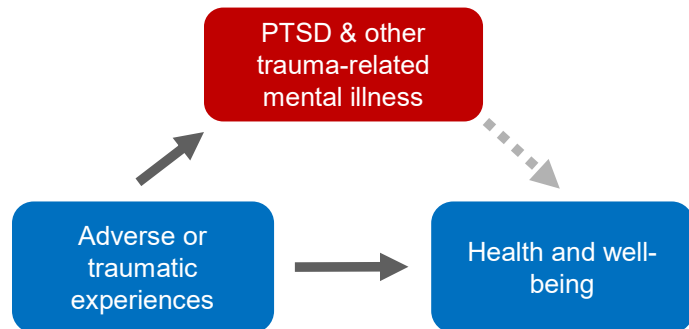 PTSD & other
trauma-related
mental illness
Adverse or
traumatic
experiences
Health and well-
being